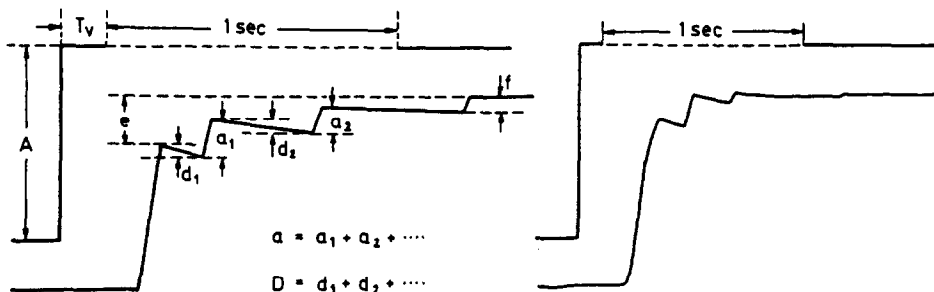 Tv 1 sec 1 sec
f
e
A a1 a2
d2
d1
a = a1 + a2 + ····
D = d1 + d2 + ····